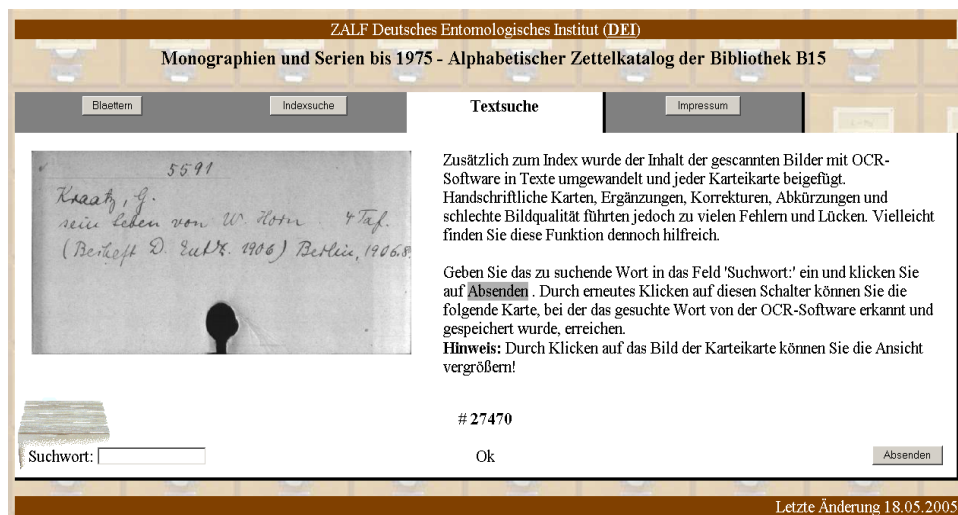 ZALF Deutsches Entomologisches Institut (DEI)
Monographien und Serien bis 1975 - Alphabetischer Zettelkatalog der Bibliothek B15
Blaettern
Indexsuche
Textsuche
Impressum
5591
Kraatz, G.
sein Leben von W. Horn. 4 Taf.
(Beiheft D. Ent. Z. 1906) Berlin, 1906.8°
Zusätzlich zum Index wurde der Inhalt der gescannten Bilder mit OCR-
Software in Texte umgewandelt und jeder Karteikarte beigefügt.
Handschriftliche Karten, Ergänzungen, Korrekturen, Abkürzungen und
schlechte Bildqualität führten jedoch zu vielen Fehlern und Lücken. Vielleicht
finden Sie diese Funktion dennoch hilfreich.
Geben Sie das zu suchende Wort in das Feld 'Suchwort:' ein und klicken Sie
auf Absenden . Durch erneutes Klicken auf diesen Schalter können Sie die
folgende Karte, bei der das gesuchte Wort von der OCR-Software erkannt und
gespeichert wurde, erreichen.
Hinweis: Durch Klicken auf das Bild der Karteikarte können Sie die Ansicht
vergrößern!
# 27470
Suchwort:
Ok
Absenden
Letzte Änderung 18.05.2005